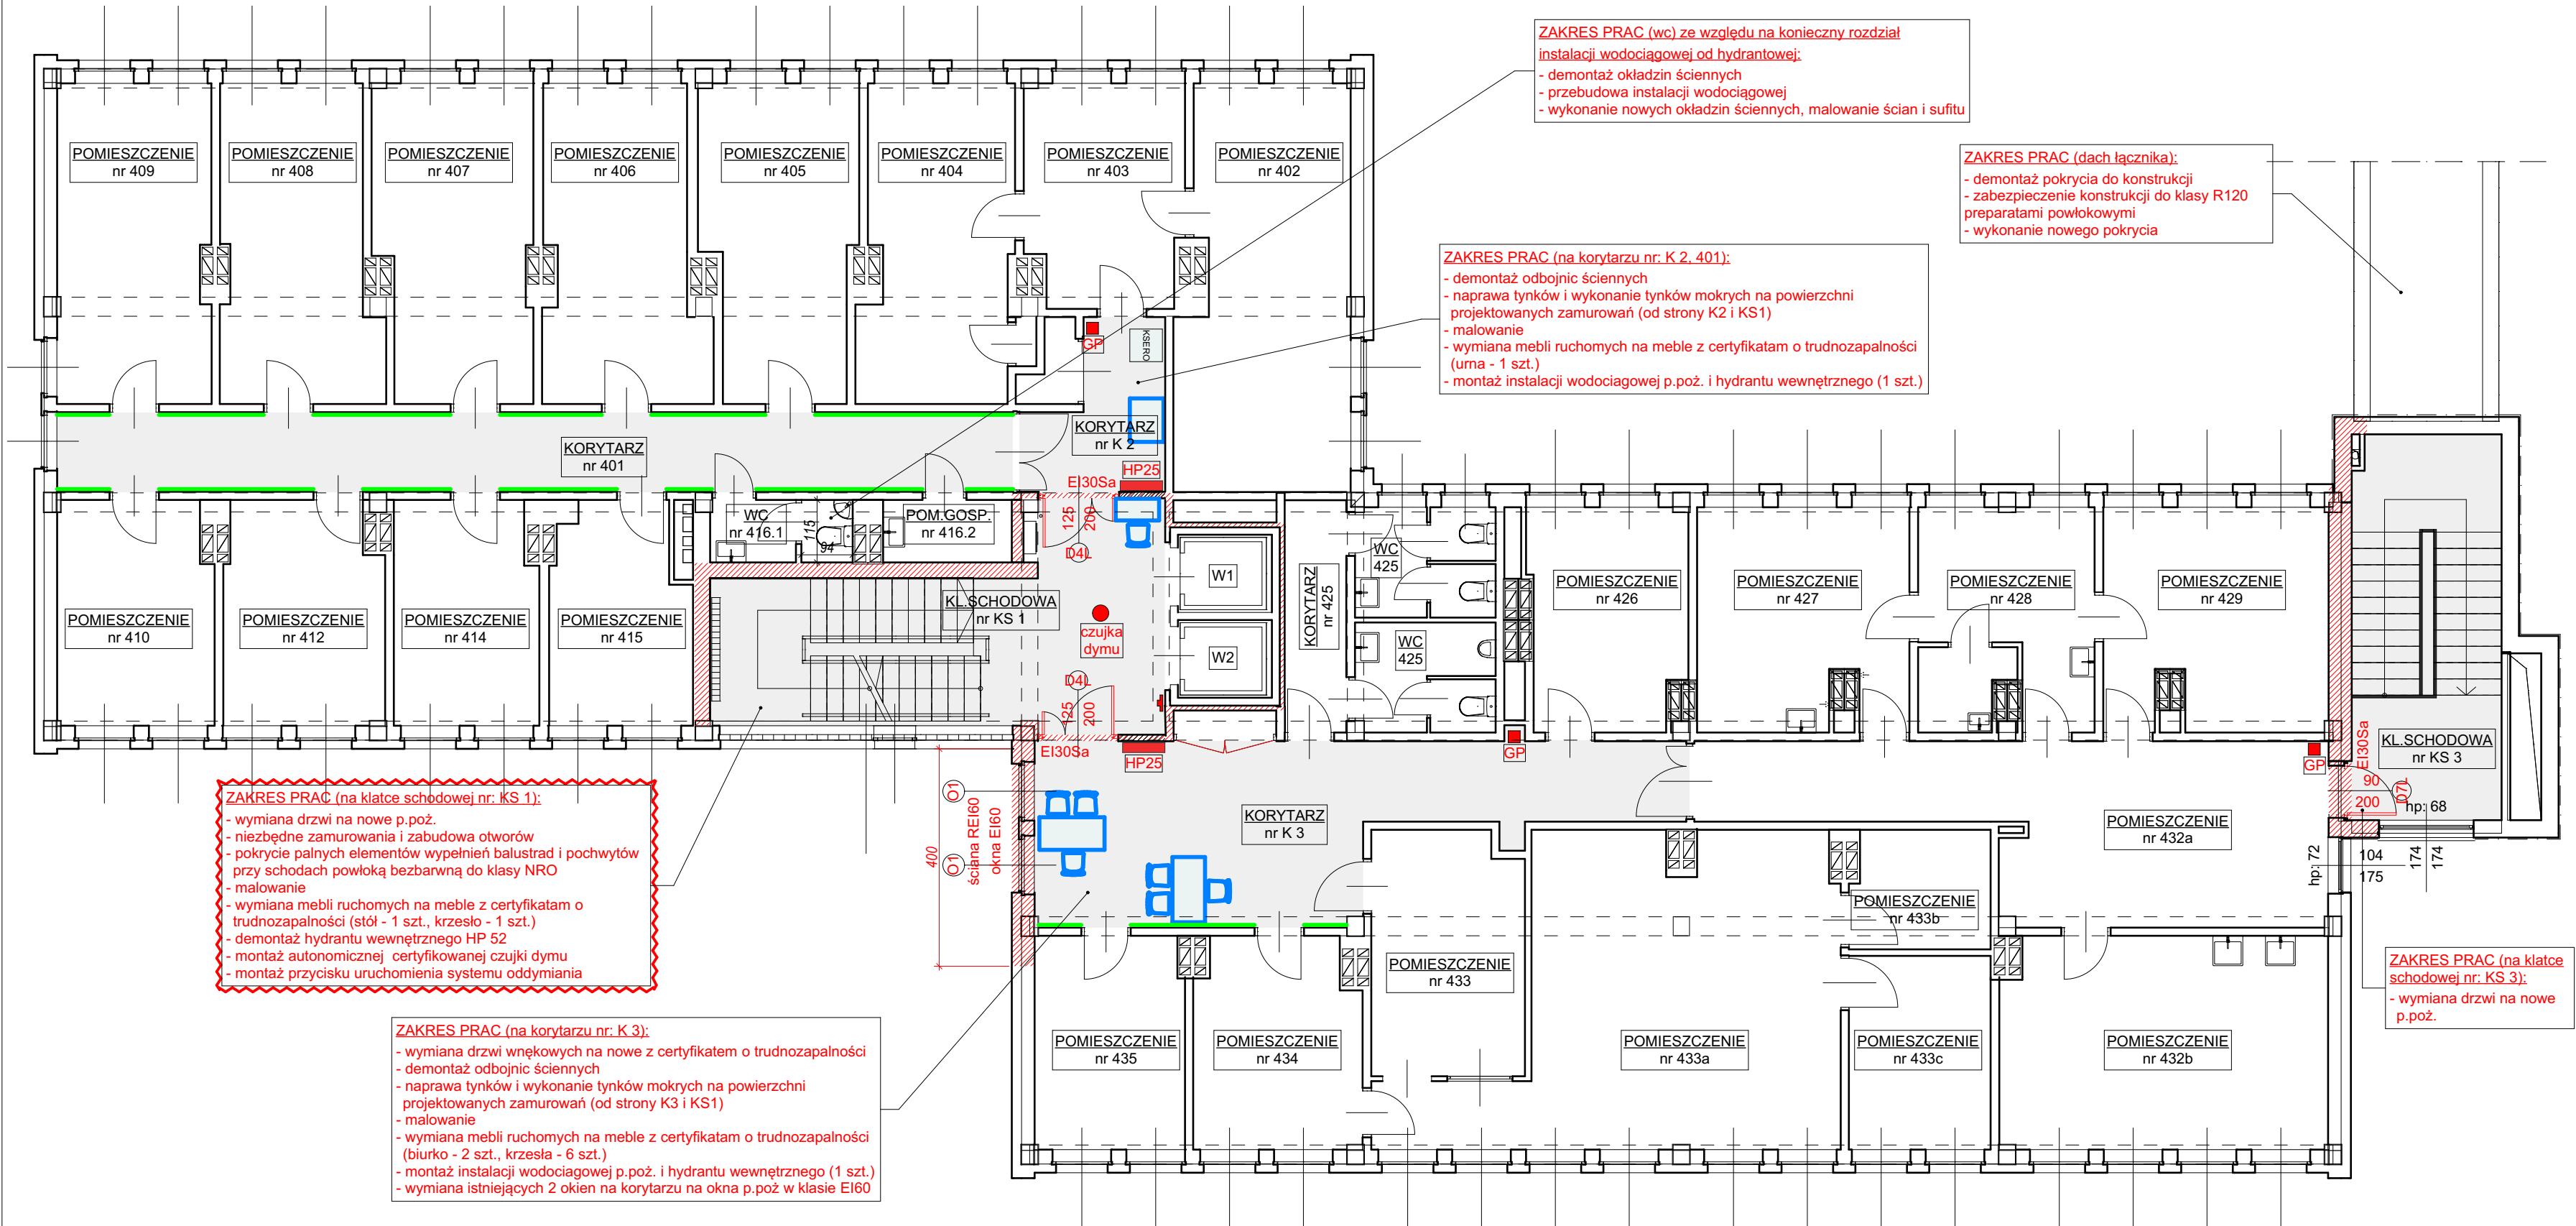 ZAKRES PRAC (wc) ze względu na konieczny rozdział
instalacji wodociągowej od hydrantowej:
- demontaż okładzin ściennych
- przebudowa instalacji wodociągowej
- wykonanie nowych okładzin ściennych, malowanie ścian i sufitu
ZAKRES PRAC (dach łącznika):
- demontaż pokrycia do konstrukcji
- zabezpieczenie konstrukcji do klasy R120
preparatami powłokowymi
- wykonanie nowego pokrycia
POMIESZCZENIE
nr 409
POMIESZCZENIE
nr 408
POMIESZCZENIE
nr 407
POMIESZCZENIE
nr 406
POMIESZCZENIE
nr 405
POMIESZCZENIE
nr 404
POMIESZCZENIE
nr 403
POMIESZCZENIE
nr 402
ZAKRES PRAC (na korytarzu nr: K 2, 401):
- demontaż odbojnic ściennych
- naprawa tynków i wykonanie tynków mokrych na powierzchni
projektowanych zamurowań (od strony K2 i KS1)
- malowanie
- wymiana mebli ruchomych na meble z certyfikatam o trudnozapalności
(urna - 1 szt.)
- montaż instalacji wodociagowej p.poż. i hydrantu wewnętrznego (1 szt.)
GP
KSERO
KORYTARZ
nr K 2
KORYTARZ
nr 401
HP25
EI30Sa
125
200
D4L
WC
nr 416.1
115
94
POM.GOSP.
nr 416.2
W1
W2
KL.SCHODOWA
nr KS 1
czujka
dymu
D4L
125
200
EI30Sa
HP25
KORYTARZ
nr 425
WC
425
WC
425
POMIESZCZENIE
nr 410
POMIESZCZENIE
nr 412
POMIESZCZENIE
nr 414
POMIESZCZENIE
nr 415
POMIESZCZENIE
nr 426
POMIESZCZENIE
nr 427
POMIESZCZENIE
nr 428
POMIESZCZENIE
nr 429
GP
GP
EI30Sa
90
200
D7L
hp: 68
KL.SCHODOWA
nr KS 3
ZAKRES PRAC (na klatce schodowej nr: KS 1):
- wymiana drzwi na nowe p.poż.
- niezbędne zamurowania i zabudowa otworów
- pokrycie palnych elementów wypełnień balustrad i pochwytów
przy schodach powłoką bezbarwną do klasy NRO
- malowanie
- wymiana mebli ruchomych na meble z certyfikatam o
trudnozapalności (stół - 1 szt., krzesło - 1 szt.)
- demontaż hydrantu wewnętrznego HP 52
- montaż autonomicznej certyfikowanej czujki dymu
- montaż przycisku uruchomienia systemu oddymiania
400
O1
O1
ściana REI60
okna EI60
KORYTARZ
nr K 3
POMIESZCZENIE
nr 432a
hp: 72
104
175
174
174
POMIESZCZENIE
nr 433b
POMIESZCZENIE
nr 433
ZAKRES PRAC (na klatce
schodowej nr: KS 3):
- wymiana drzwi na nowe
p.poż.
ZAKRES PRAC (na korytarzu nr: K 3):
- wymiana drzwi wnękowych na nowe z certyfikatem o trudnozapalności
- demontaż odbojnic ściennych
- naprawa tynków i wykonanie tynków mokrych na powierzchni
projektowanych zamurowań (od strony K3 i KS1)
- malowanie
- wymiana mebli ruchomych na meble z certyfikatam o trudnozapalności
(biurko - 2 szt., krzesła - 6 szt.)
- montaż instalacji wodociagowej p.poż. i hydrantu wewnętrznego (1 szt.)
- wymiana istniejących 2 okien na korytarzu na okna p.poż w klasie EI60
POMIESZCZENIE
nr 435
POMIESZCZENIE
nr 434
POMIESZCZENIE
nr 433a
POMIESZCZENIE
nr 433c
POMIESZCZENIE
nr 432b